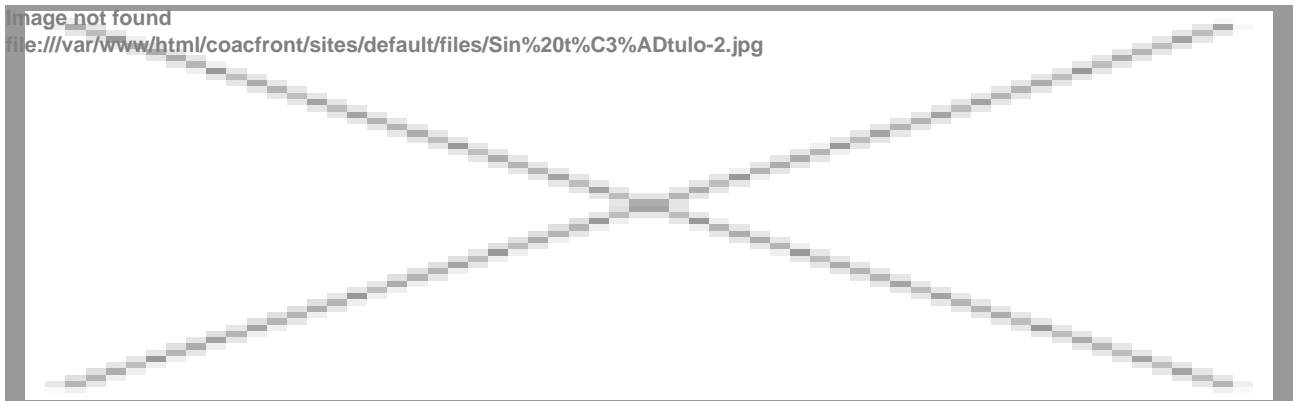 Image not found
file:///var/www/html/coacfront/sites/default/files/Sin%20t%C3%ADtulo-2.jpg